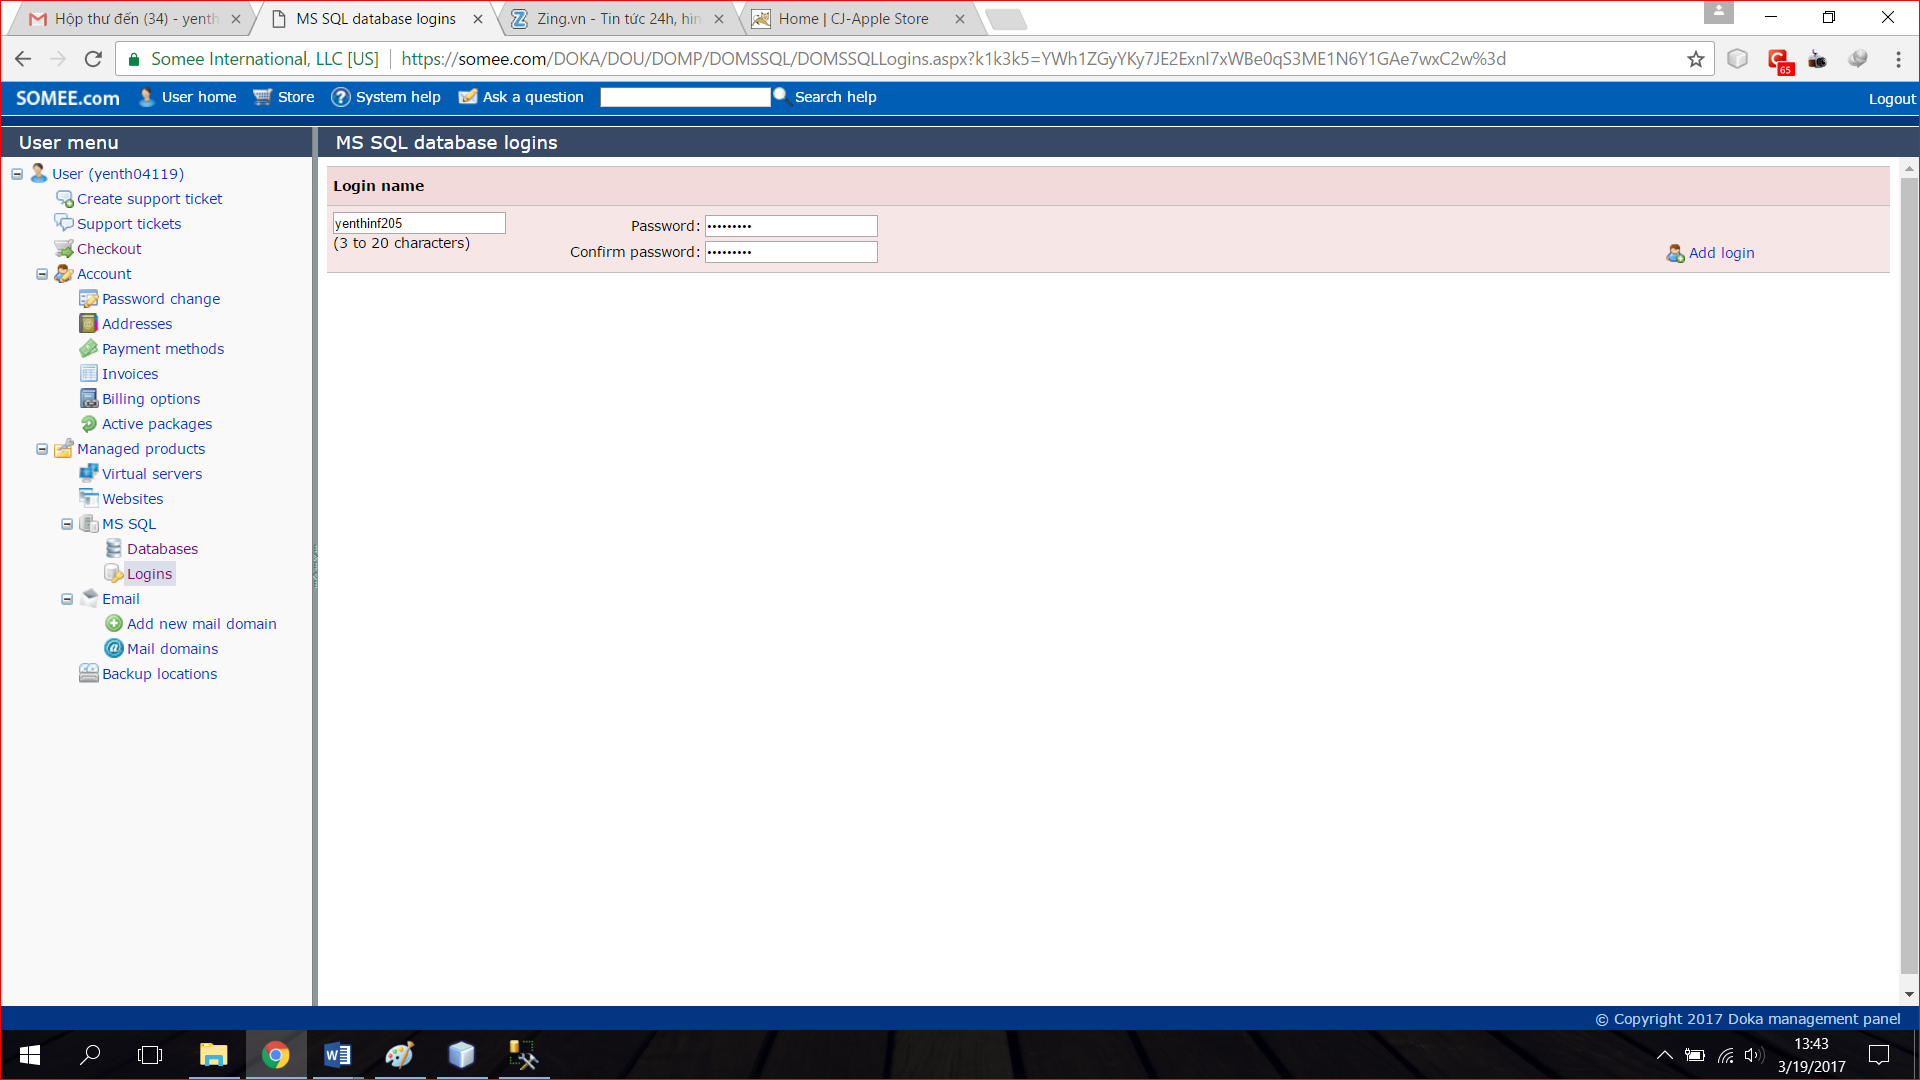 Hộp thư đến (34) - yenth
MS SQL database logins
Zing.vn - Tin tức 24h, hìn
Home | CJ-Apple Store
Somee International, LLC [US]
https://somee.com/DOKA/DOU/DOMP/DOMSSQL/DOMSSQLLogins.aspx?k1k3k5=YWh1ZGyYKy7JE2ExnI7xWBe0qS3ME1N6Y1GAe7wxC2w%3d
65
SOMEE.com
User home
Store
System help
Ask a question
Search help
Logout
User menu
User (yenth04119)
Create support ticket
Support tickets
Checkout
Account
Password change
Addresses
Payment methods
Invoices
Billing options
Active packages
Managed products
Virtual servers
Websites
MS SQL
Databases
Logins
Email
Add new mail domain
Mail domains
Backup locations
MS SQL database logins
Login name
yenthinf205
(3 to 20 characters)
Password: •••••••••
Confirm password: •••••••••
Add login
© Copyright 2017 Doka management panel
13:43
3/19/2017